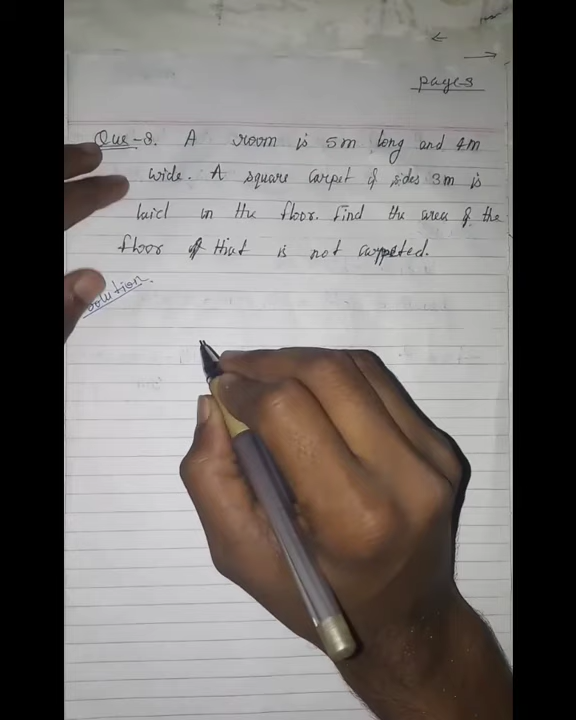 pages
Que-8. A room is 5m long and 4m
wide. A square carpet of sides 3m is
laid on the floor. find the area of the
floor of that is not carpeted.
solution.